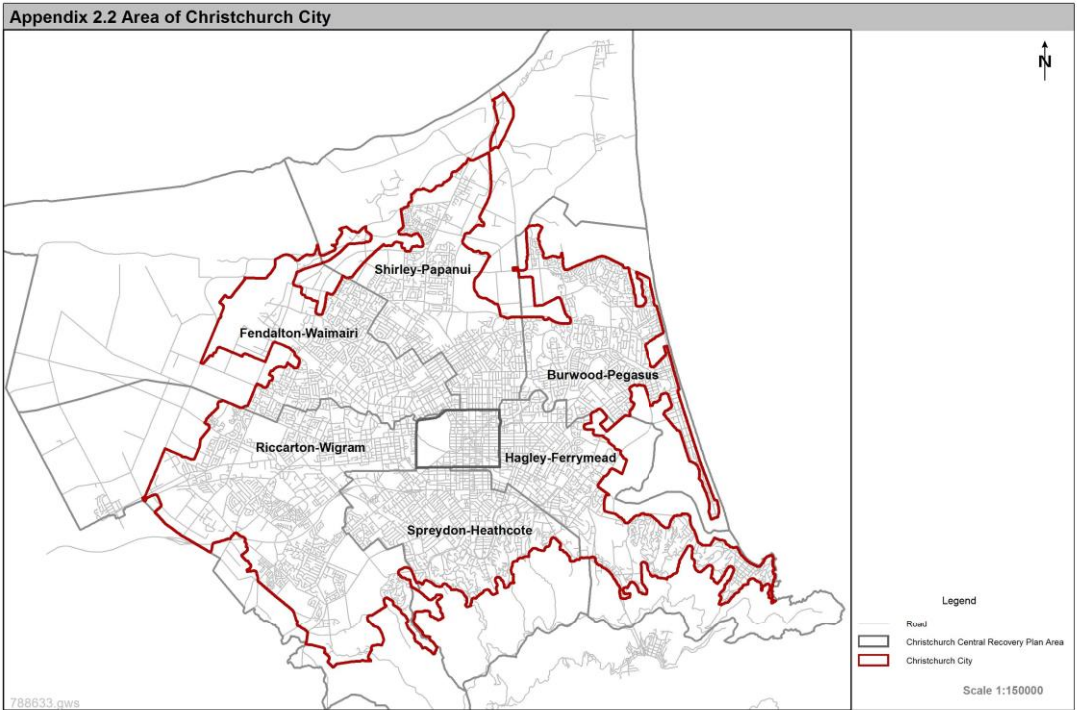 Appendix 2.2 Area of Christchurch City
N
Shirley-Papanui
Fendalton-Waimairi
Burwood-Pegasus
Riccarton-Wigram
Hagley-Ferrymead
Spreydon-Heathcote
Legend
Road
Christchurch Central Recovery Plan Area
Christchurch City
Scale 1:150000
788633.gws